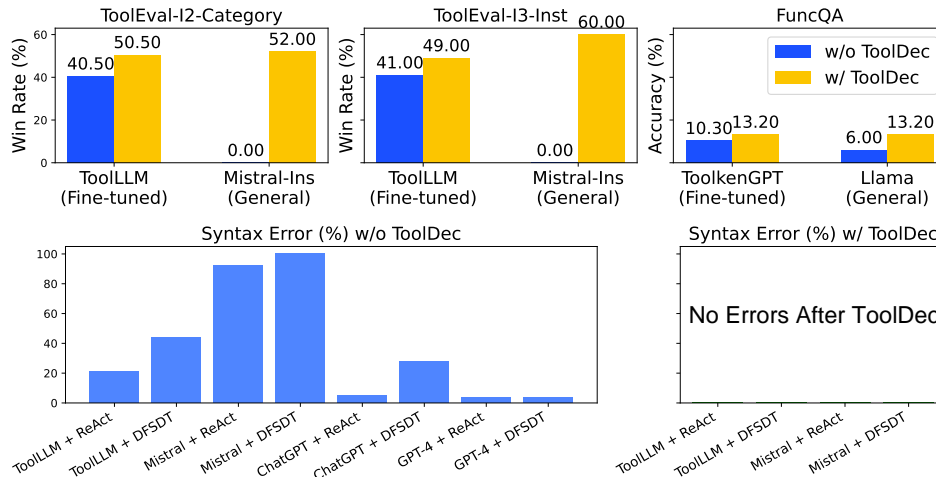 ToolEval-I2-Category
Win Rate (%)
60
40
20
0
40.50
50.50
0.00
52.00
ToolLLM
(Fine-tuned)
Mistral-Ins
(General)
ToolEval-I3-Inst
Win Rate (%)
41.00
49.00
0.00
60.00
ToolLLM
(Fine-tuned)
Mistral-Ins
(General)
FuncQA
Accuracy (%)
w/o ToolDec
w/ ToolDec
10.30
13.20
6.00
13.20
ToolkenGPT
(Fine-tuned)
Llama
(General)
Syntax Error (%) w/o ToolDec
100
80
60
40
20
0
ToolLLM + ReAct
ToolLLM + DFSDT
Mistral + ReAct
Mistral + DFSDT
ChatGPT + ReAct
ChatGPT + DFSDT
GPT-4 + ReAct
GPT-4 + DFSDT
Syntax Error (%) w/ ToolDec
No Errors After ToolDec
ToolLLM + ReAct
ToolLLM + DFSDT
Mistral + ReAct
Mistral + DFSDT